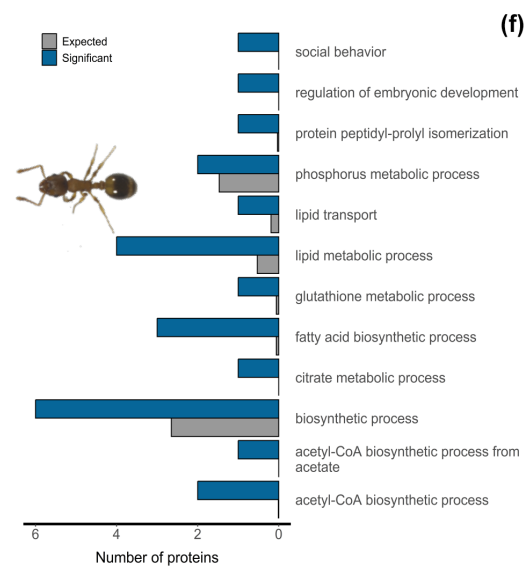 (f)
Expected
Significant
social behavior
regulation of embryonic development
protein peptidyl-prolyl isomerization
phosphorus metabolic process
lipid transport
lipid metabolic process
glutathione metabolic process
fatty acid biosynthetic process
citrate metabolic process
biosynthetic process
acetyl-CoA biosynthetic process from
acetate
acetyl-CoA biosynthetic process
6 4 2 0
Number of proteins